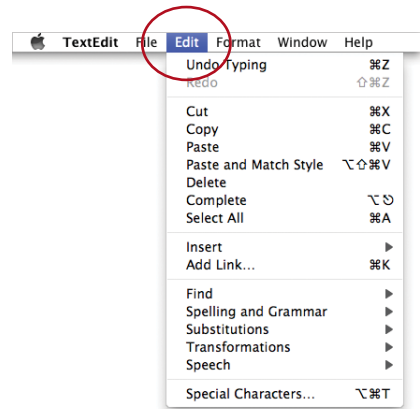 TextEdit File Edit Format Window Help
Undo Typing ⌘Z
Redo ⇧⌘Z
Cut ⌘X
Copy ⌘C
Paste ⌘V
Paste and Match Style ⌥⇧⌘V
Delete
Complete ⌥⎋
Select All ⌘A
Insert ▶
Add Link... ⌘K
Find ▶
Spelling and Grammar ▶
Substitutions ▶
Transformations ▶
Speech ▶
Special Characters... ⌥⌘T